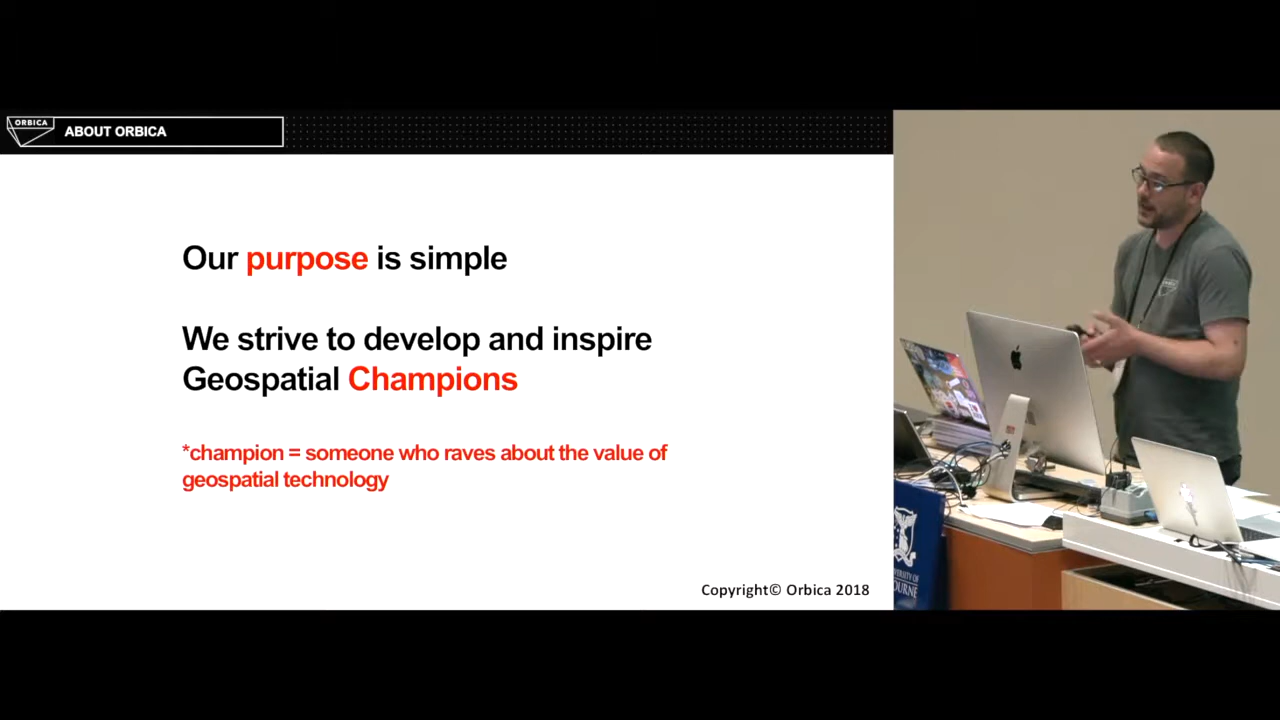 ORBICA
ABOUT ORBICA
Our purpose is simple
We strive to develop and inspire
Geospatial Champions
*champion = someone who raves about the value of
geospatial technology
Copyright© Orbica 2018